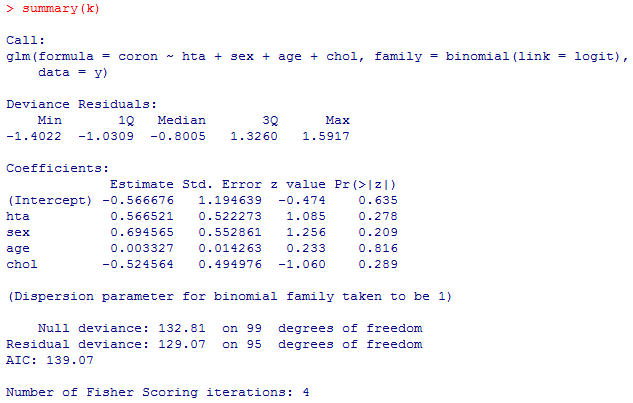 > summary(k)
Call:
glm(formula = coron ~ hta + sex + age + chol, family = binomial(link = logit),
    data = y)
Deviance Residuals:
    Min      1Q  Median      3Q     Max
-1.4022 -1.0309 -0.8005  1.3260  1.5917
Coefficients:
             Estimate Std. Error z value Pr(>|z|)
(Intercept) -0.566676   1.194639  -0.474    0.635
hta          0.566521   0.522273   1.085    0.278
sex          0.694565   0.552861   1.256    0.209
age          0.003327   0.014263   0.233    0.816
chol        -0.524564   0.494976  -1.060    0.289
(Dispersion parameter for binomial family taken to be 1)
    Null deviance: 132.81  on 99  degrees of freedom
Residual deviance: 129.07  on 95  degrees of freedom
AIC: 139.07
Number of Fisher Scoring iterations: 4